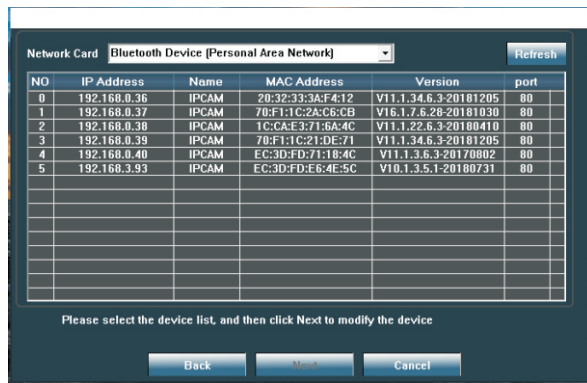 Network Card Bluetooth Device (Personal Area Network) Refresh
NO IP Address Name MAC Address Version port
0 192.168.0.36 IPCAM 20:32:33:3A:F4:12 V11.1.34.6.3-20181205 80
1 192.168.0.37 IPCAM 70:F1:1C:2A:C6:CB V16.1.7.6.28-20181030 80
2 192.168.0.38 IPCAM 1C:CA:E3:71:6A:4C V11.1.22.6.3-20180410 80
3 192.168.0.39 IPCAM 70:F1:1C:21:DE:71 V11.1.34.6.3-20181205 80
4 192.168.0.40 IPCAM EC:3D:FD:71:18:4C V11.1.3.6.3-20170802 80
5 192.168.3.93 IPCAM EC:3D:FD:E6:4E:5C V10.1.3.5.1-20180731 80
Please select the device list, and then click Next to modify the device
Back Next Cancel